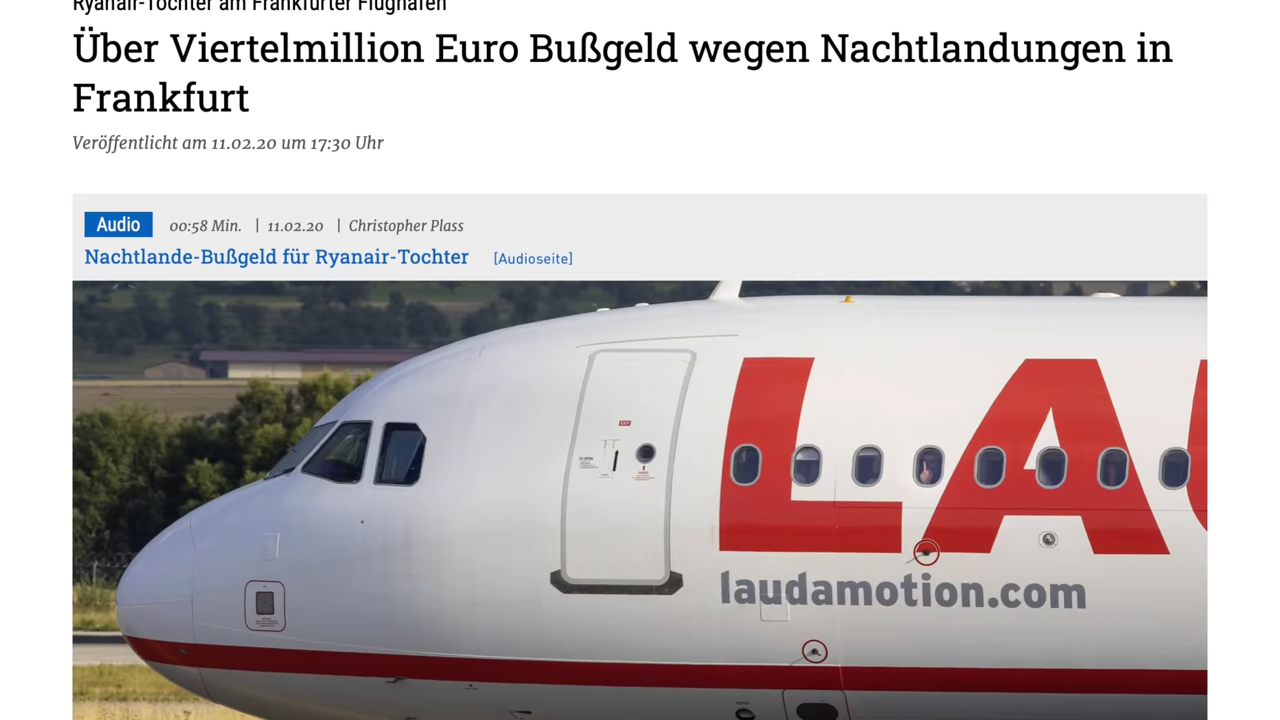 Ryanair-Tochter am Frankfurter Flughafen
Über Viertelmillion Euro Bußgeld wegen Nachtlandungen in
Frankfurt
Veröffentlicht am 11.02.20 um 17:30 Uhr
Audio 00:58 Min. | 11.02.20 | Christopher Plass
Nachtlande-Bußgeld für Ryanair-Tochter [Audioseite]
LAU
laudamotion.com